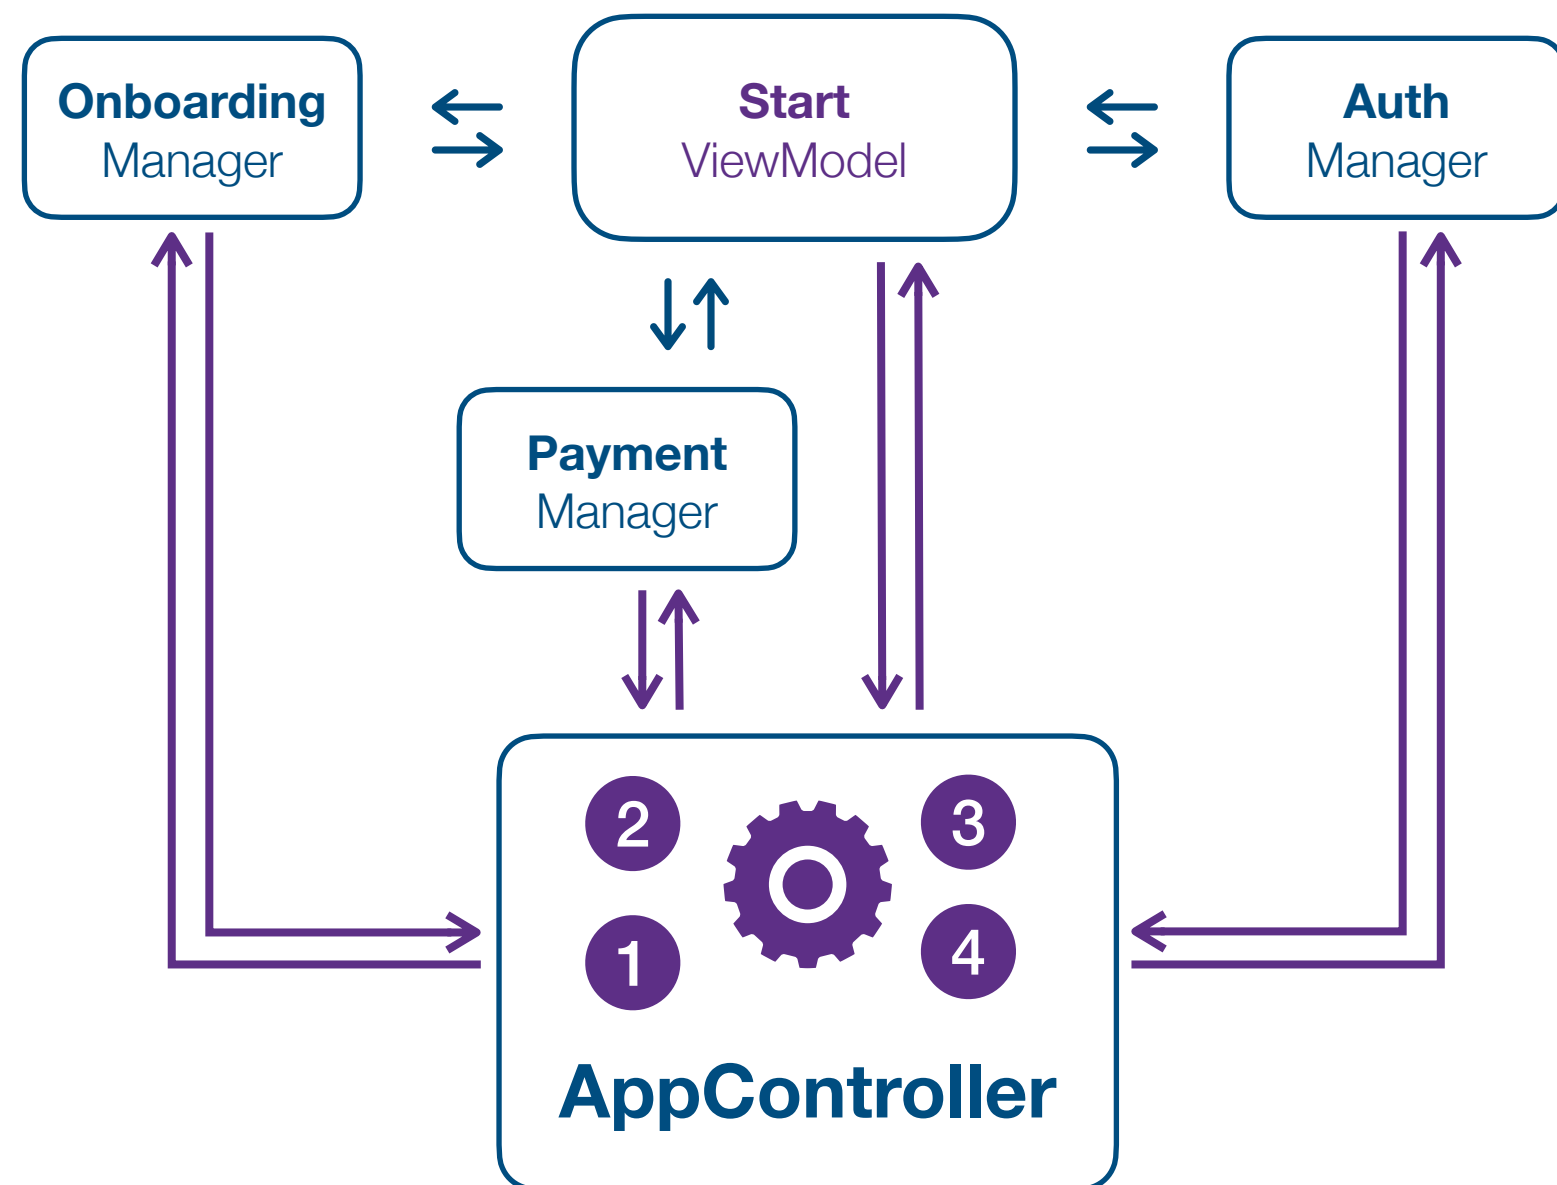 Onboarding
Manager
Start
ViewModel
Auth
Manager
Payment
Manager
2
3
1
4
AppController